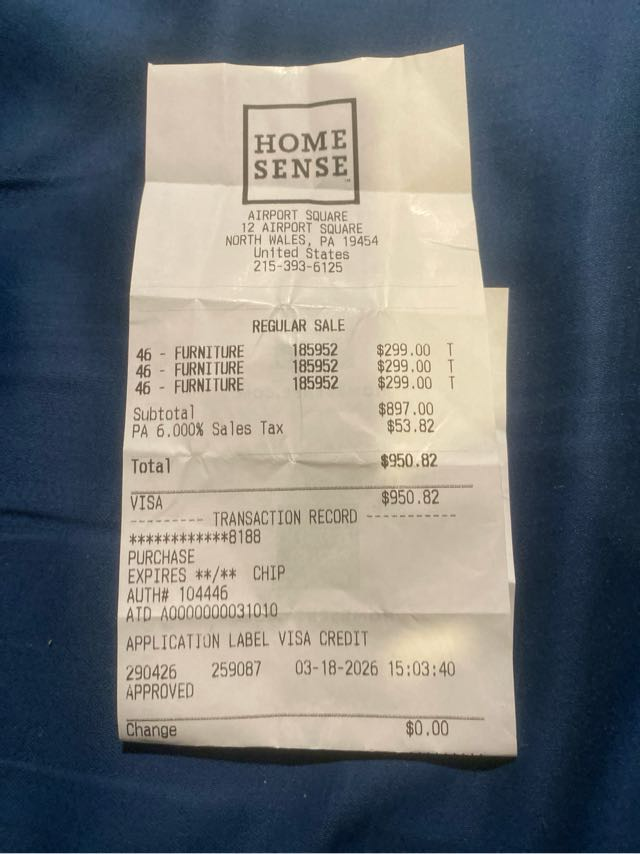 HOME
SENSE
AIRPORT SQUARE
12 AIRPORT SQUARE
NORTH WALES, PA 19454
United States
215-393-6125
REGULAR SALE
46 - FURNITURE 185952 $299.00 T
46 - FURNITURE 185952 $299.00 T
46 - FURNITURE 185952 $299.00 T
Subtotal $897.00
PA 6.000% Sales Tax $53.82
Total $950.82
VISA $950.82
--------- TRANSACTION RECORD -----------
************8188
PURCHASE
EXPIRES **/** CHIP
AUTH# 104446
AID A0000000031010
APPLICATION LABEL VISA CREDIT
290426 259087 03-18-2026 15:03:40
APPROVED
Change $0.00